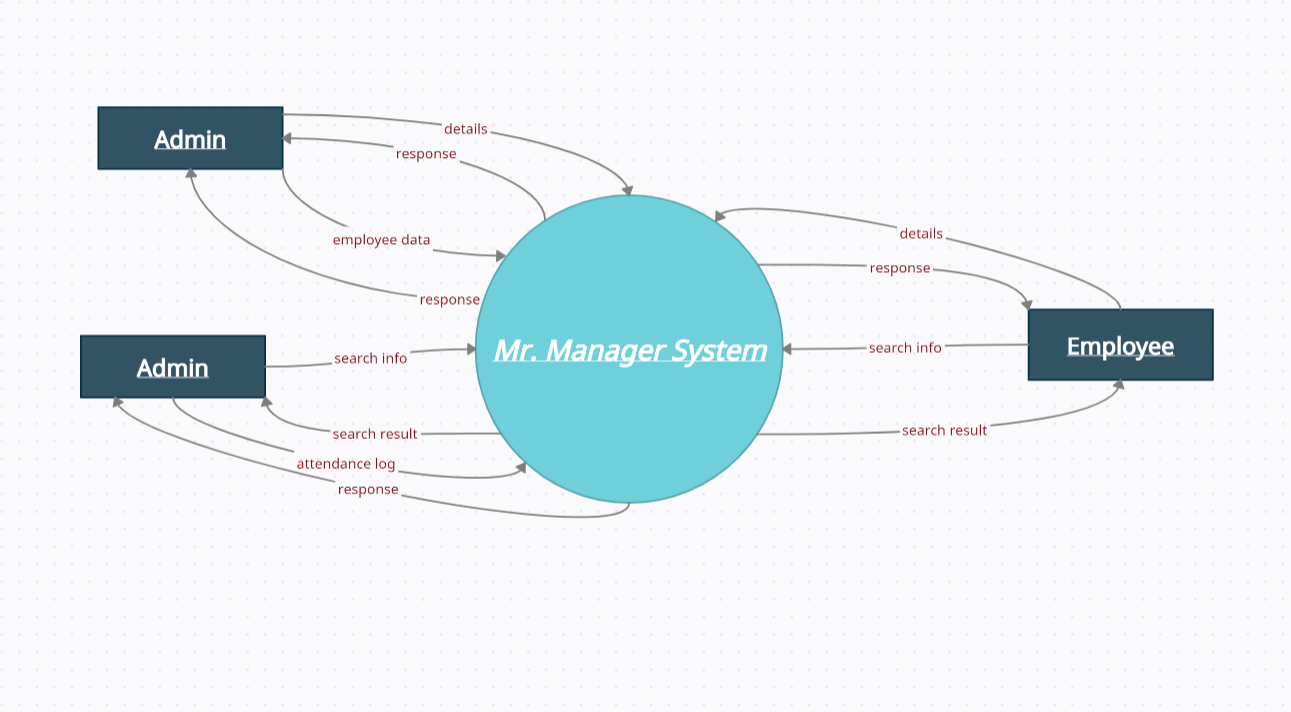 Admin
details
response
employee data
response
Admin
search info
search result
attendance log
response
Mr. Manager System
details
response
search info
search result
Employee